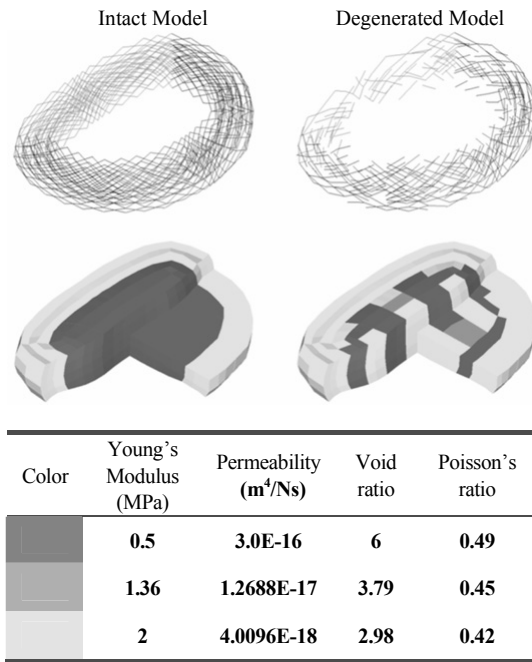 Intact Model Degenerated Model
Color Young's Modulus (MPa) Permeability (m⁴/Ns) Void ratio Poisson's ratio
0.5 3.0E-16 6 0.49
1.36 1.2688E-17 3.79 0.45
2 4.0096E-18 2.98 0.42